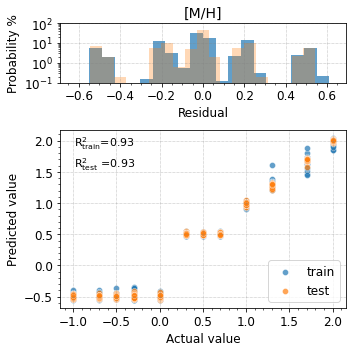 [M/H]
Probability %
10² 10¹ 10⁰ 10⁻¹
−0.6 −0.4 −0.2 0.0 0.2 0.4 0.6
Residual
R²train=0.93
R²test =0.93
Predicted value
2.0 1.5 1.0 0.5 0.0 −0.5
train
test
−1.0 −0.5 0.0 0.5 1.0 1.5 2.0
Actual value